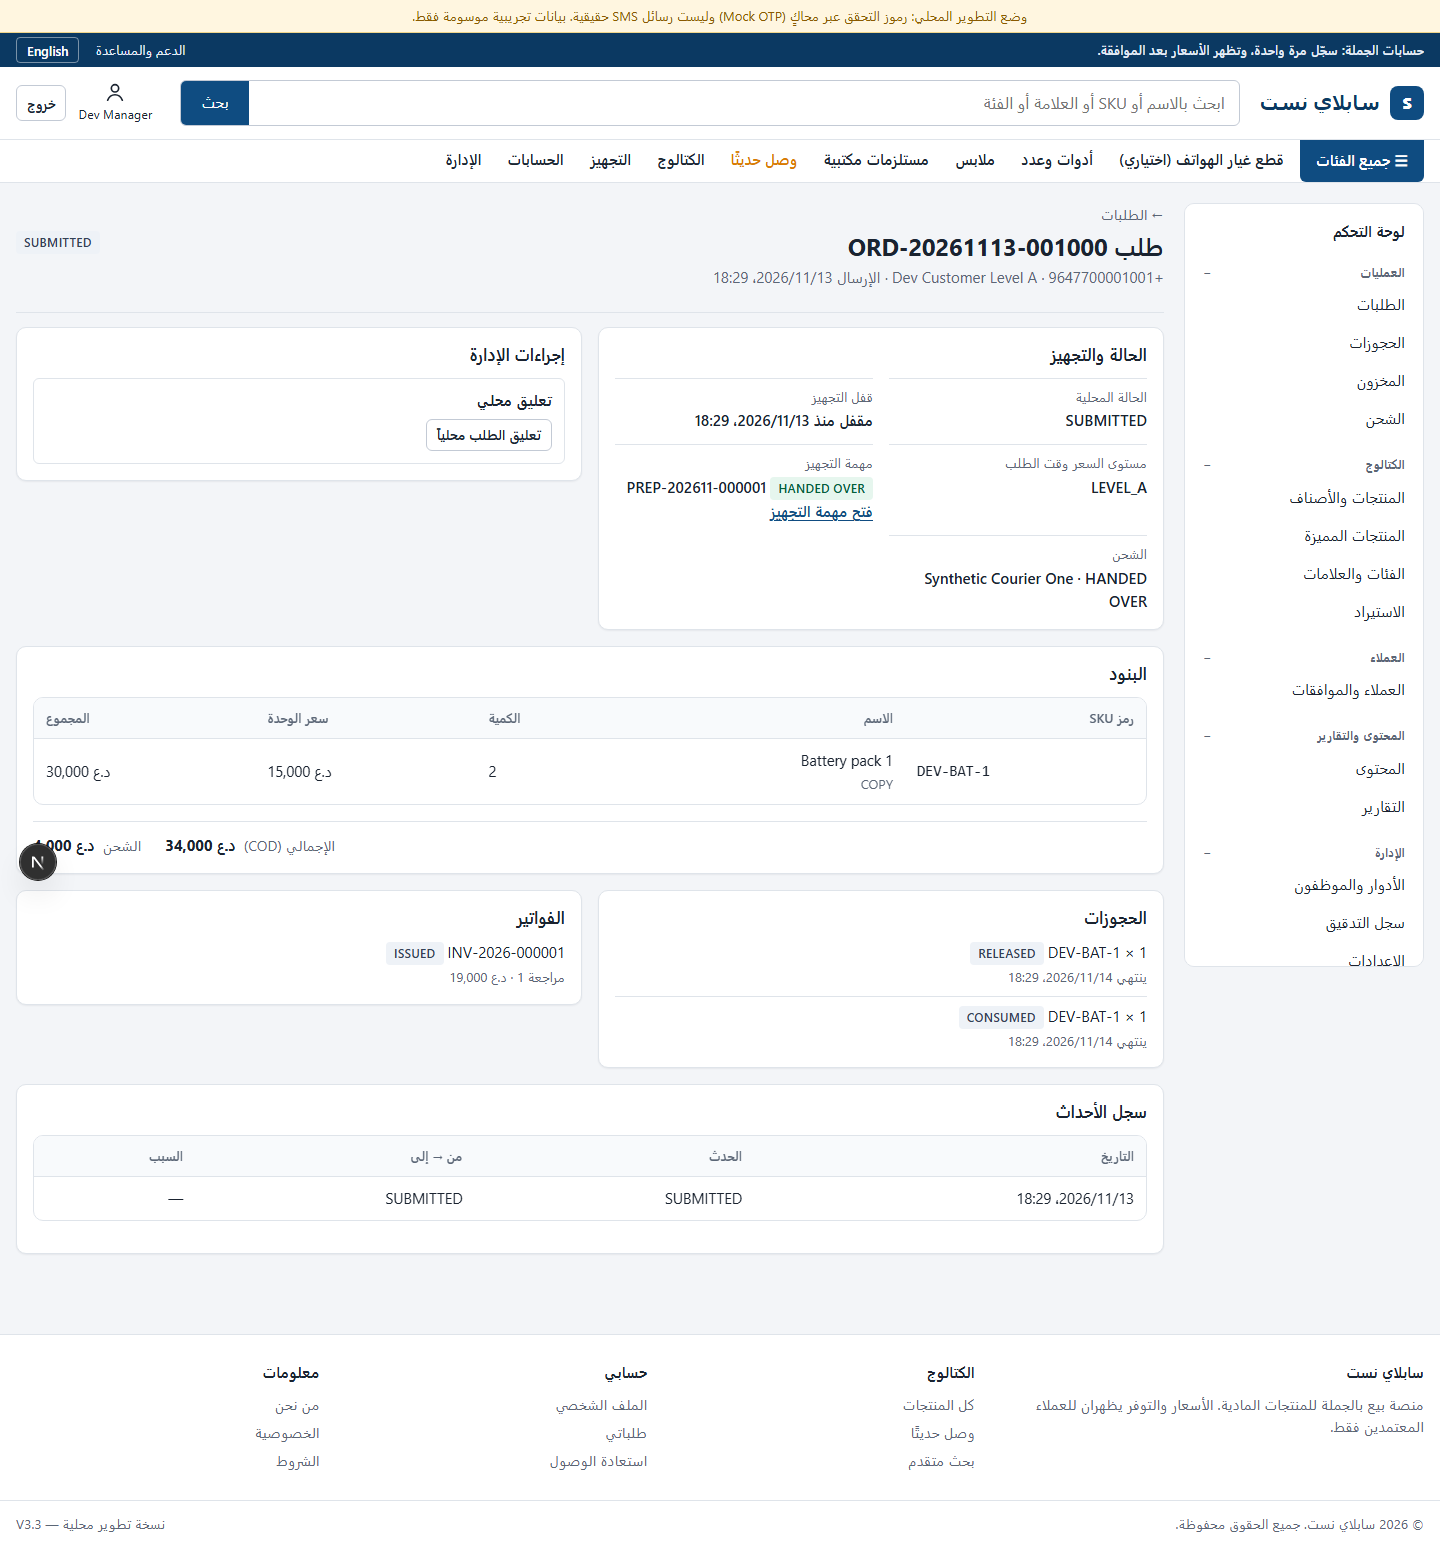 وضع التطوير المحلي: رموز التحقق عبر محاكٍ (Mock OTP) وليست رسائل SMS حقيقية. بيانات تجريبية موسومة فقط.
حسابات الجملة: سجّل مرة واحدة، وتظهر الأسعار بعد الموافقة.
الدعم والمساعدة
English
سابلاي نست
ابحث بالاسم أو SKU أو العلامة أو الفئة
بحث
Dev Manager
خروج
☰ جميع الفئات
قطع غيار الهواتف (اختياري)
أدوات وعدد
ملابس
مستلزمات مكتبية
وصل حديثًا
الكتالوج
التجهيز
الحسابات
الإدارة
لوحة التحكم
العمليات
الطلبات
الحجوزات
المخزون
الشحن
الكتالوج
المنتجات والأصناف
المنتجات المميزة
الفئات والعلامات
الاستيراد
العملاء
العملاء والموافقات
المحتوى والتقارير
المحتوى
التقارير
الإدارة
الأدوار والموظفون
سجل التدقيق
الإعدادات
← الطلبات
طلب ORD-20261113-001000
SUBMITTED
+9647700001001 · Dev Customer Level A · الإرسال 2026/11/13، 18:29
الحالة والتجهيز
الحالة المحلية
SUBMITTED
قفل التجهيز
مقفل منذ 2026/11/13، 18:29
مستوى السعر وقت الطلب
LEVEL_A
مهمة التجهيز
PREP-202611-000001 HANDED OVER
فتح مهمة التجهيز
الشحن
Synthetic Courier One · HANDED
OVER
إجراءات الإدارة
تعليق محلي
تعليق الطلب محلياً
البنود
رمز SKU
الاسم
الكمية
سعر الوحدة
المجموع
DEV-BAT-1
Battery pack 1
COPY
2
15,000 د.ع
30,000 د.ع
الإجمالي (COD) 34,000 د.ع
الشحن 4,000 د.ع
الحجوزات
DEV-BAT-1 × 1 RELEASED
ينتهي 2026/11/14، 18:29
DEV-BAT-1 × 1 CONSUMED
ينتهي 2026/11/14، 18:29
الفواتير
INV-2026-000001 ISSUED
مراجعة 1 · 19,000 د.ع
سجل الأحداث
التاريخ
الحدث
من → إلى
السبب
2026/11/13، 18:29
SUBMITTED
SUBMITTED
—
سابلاي نست
منصة بيع بالجملة للمنتجات المادية. الأسعار والتوفر يظهران للعملاء
المعتمدين فقط.
الكتالوج
كل المنتجات
وصل حديثًا
بحث متقدم
حسابي
الملف الشخصي
طلباتي
استعادة الوصول
معلومات
من نحن
الخصوصية
الشروط
© 2026 سابلاي نست. جميع الحقوق محفوظة.
نسخة تطوير محلية — V3.3